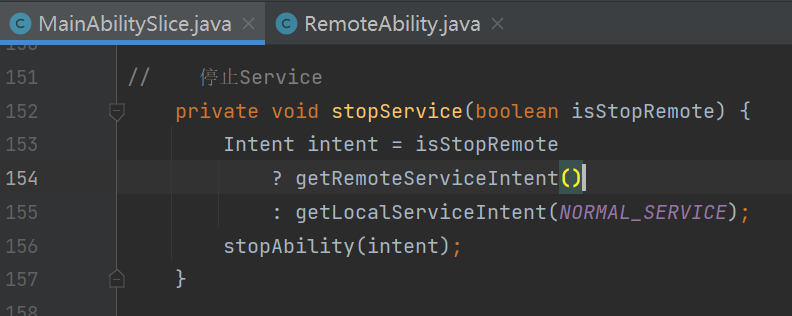 MainAbilitySlice.java × RemoteAbility.java ×
151 //    停止Service
152 private void stopService(boolean isStopRemote) {
153 Intent intent = isStopRemote
154 ? getRemoteServiceIntent()
155 : getLocalServiceIntent(NORMAL_SERVICE);
156 stopAbility(intent);
157 }
158